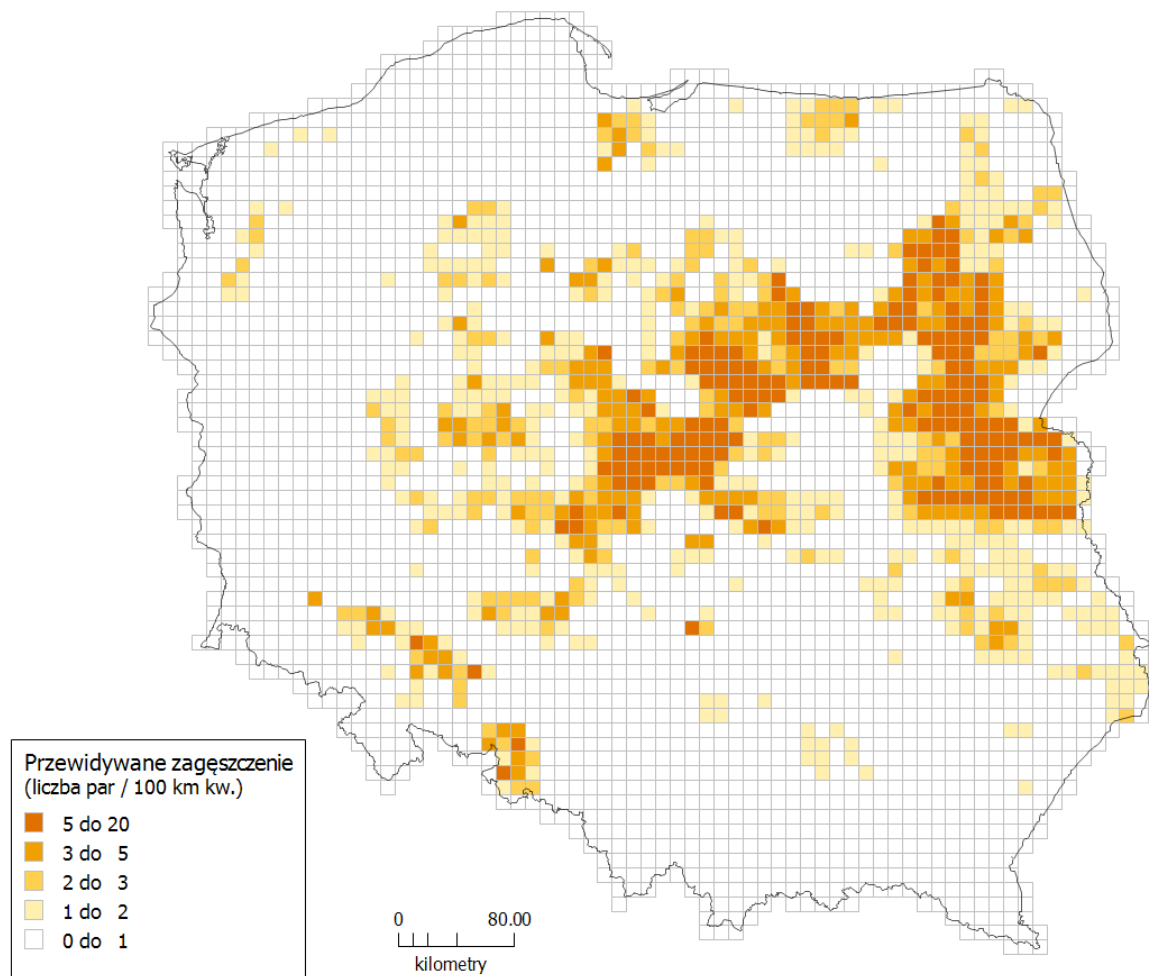 Przewidywane zagęszczenie
(liczba par / 100 km kw.)
5 do 20
3 do 5
2 do 3
1 do 2
0 do 1
0 80.00
kilometry